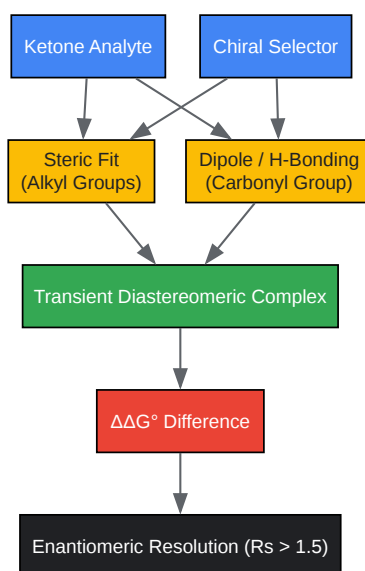 Ketone Analyte
Chiral Selector
Steric Fit
(Alkyl Groups)
Dipole / H-Bonding
(Carbonyl Group)
Transient Diastereomeric Complex
ΔΔG° Difference
Enantiomeric Resolution (Rs > 1.5)